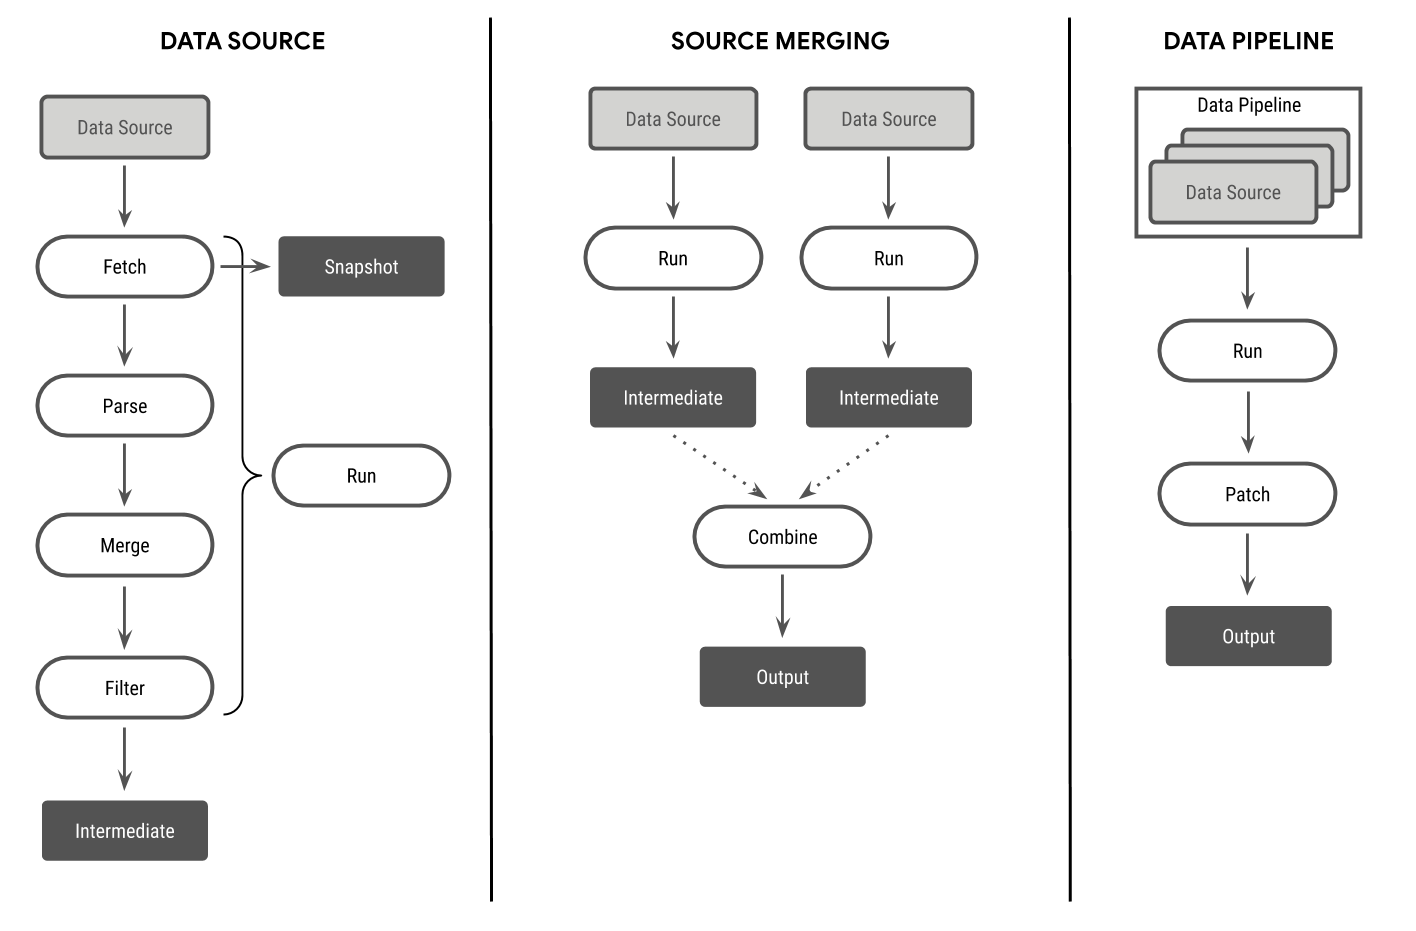 DATA SOURCE
Data Source
Fetch
Snapshot
Parse
Run
Merge
Filter
Intermediate
SOURCE MERGING
Data Source
Data Source
Run
Run
Intermediate
Intermediate
Combine
Output
DATA PIPELINE
Data Pipeline
Data Source
Run
Patch
Output